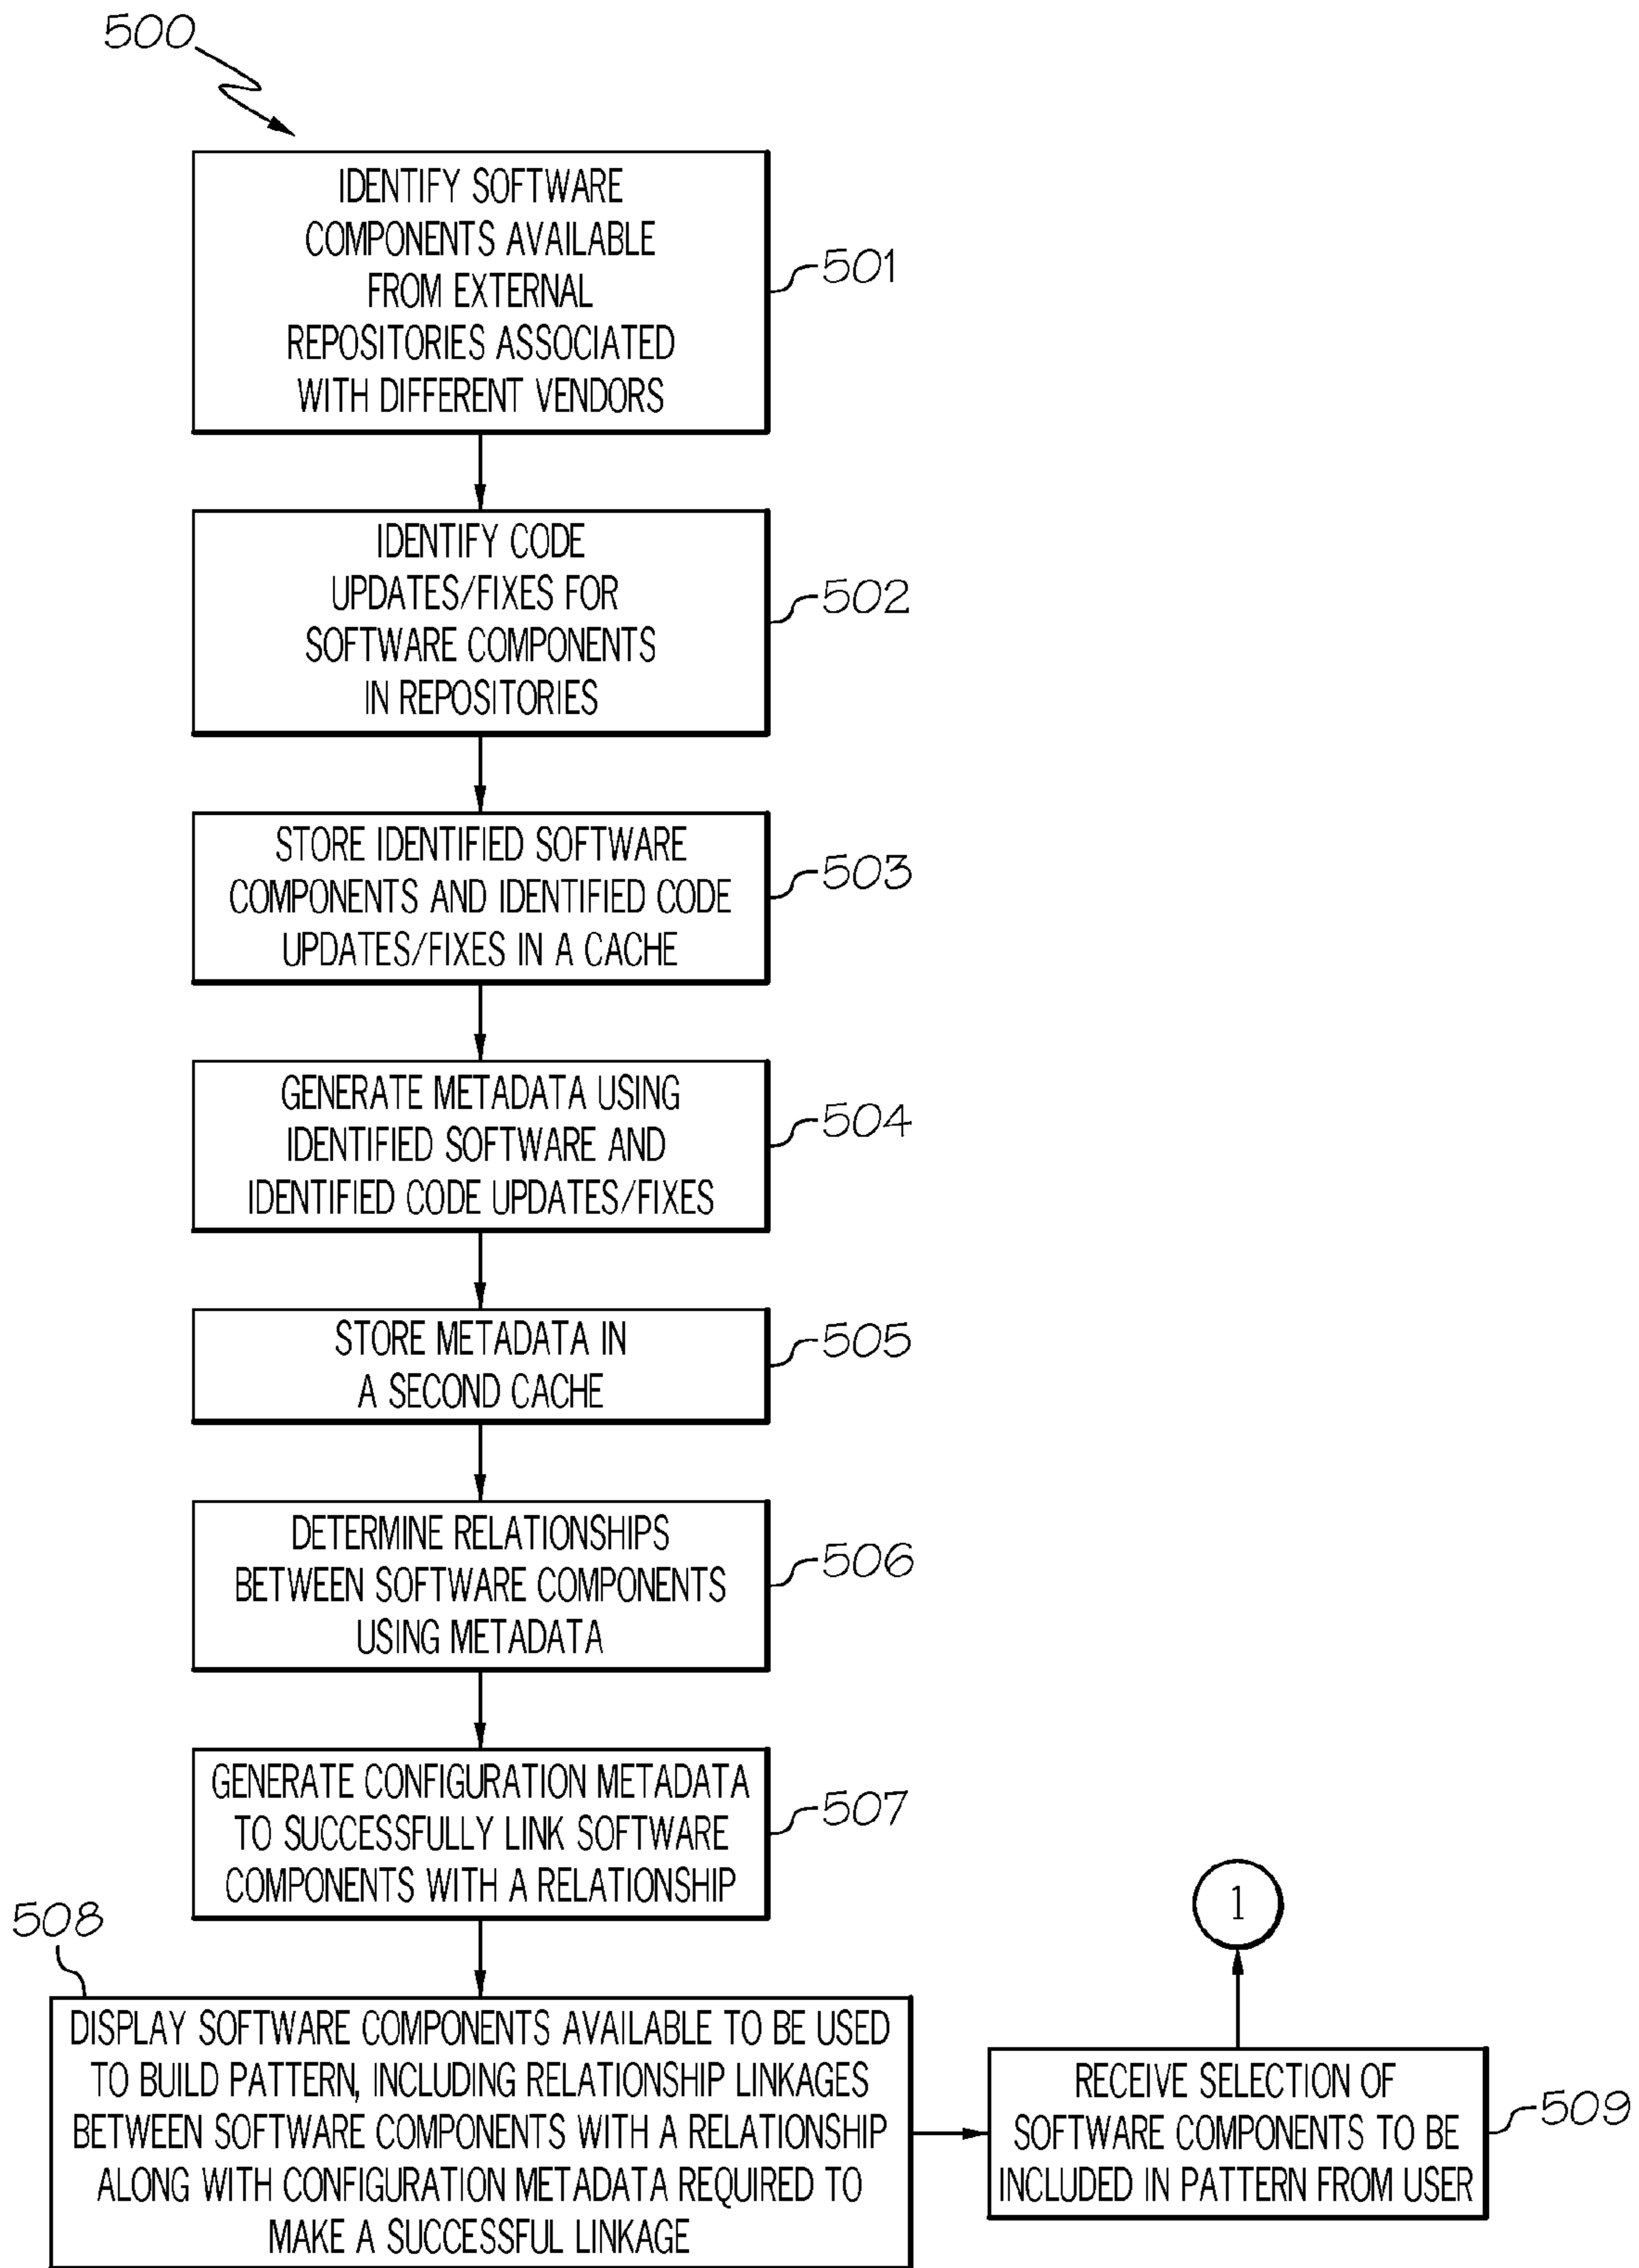 500
IDENTIFY SOFTWARE
COMPONENTS AVAILABLE
FROM EXTERNAL
REPOSITORIES ASSOCIATED
WITH DIFFERENT VENDORS
501
IDENTIFY CODE
UPDATES/FIXES FOR
SOFTWARE COMPONENTS
IN REPOSITORIES
502
STORE IDENTIFIED SOFTWARE
COMPONENTS AND IDENTIFIED CODE
UPDATES/FIXES IN A CACHE
503
GENERATE METADATA USING
IDENTIFIED SOFTWARE AND
IDENTIFIED CODE UPDATES/FIXES
504
STORE METADATA IN
A SECOND CACHE
505
DETERMINE RELATIONSHIPS
BETWEEN SOFTWARE COMPONENTS
USING METADATA
506
GENERATE CONFIGURATION METADATA
TO SUCCESSFULLY LINK SOFTWARE
COMPONENTS WITH A RELATIONSHIP
507
508
DISPLAY SOFTWARE COMPONENTS AVAILABLE TO BE USED
TO BUILD PATTERN, INCLUDING RELATIONSHIP LINKAGES
BETWEEN SOFTWARE COMPONENTS WITH A RELATIONSHIP
ALONG WITH CONFIGURATION METADATA REQUIRED TO
MAKE A SUCCESSFUL LINKAGE
1
RECEIVE SELECTION OF
SOFTWARE COMPONENTS TO BE
INCLUDED IN PATTERN FROM USER
509